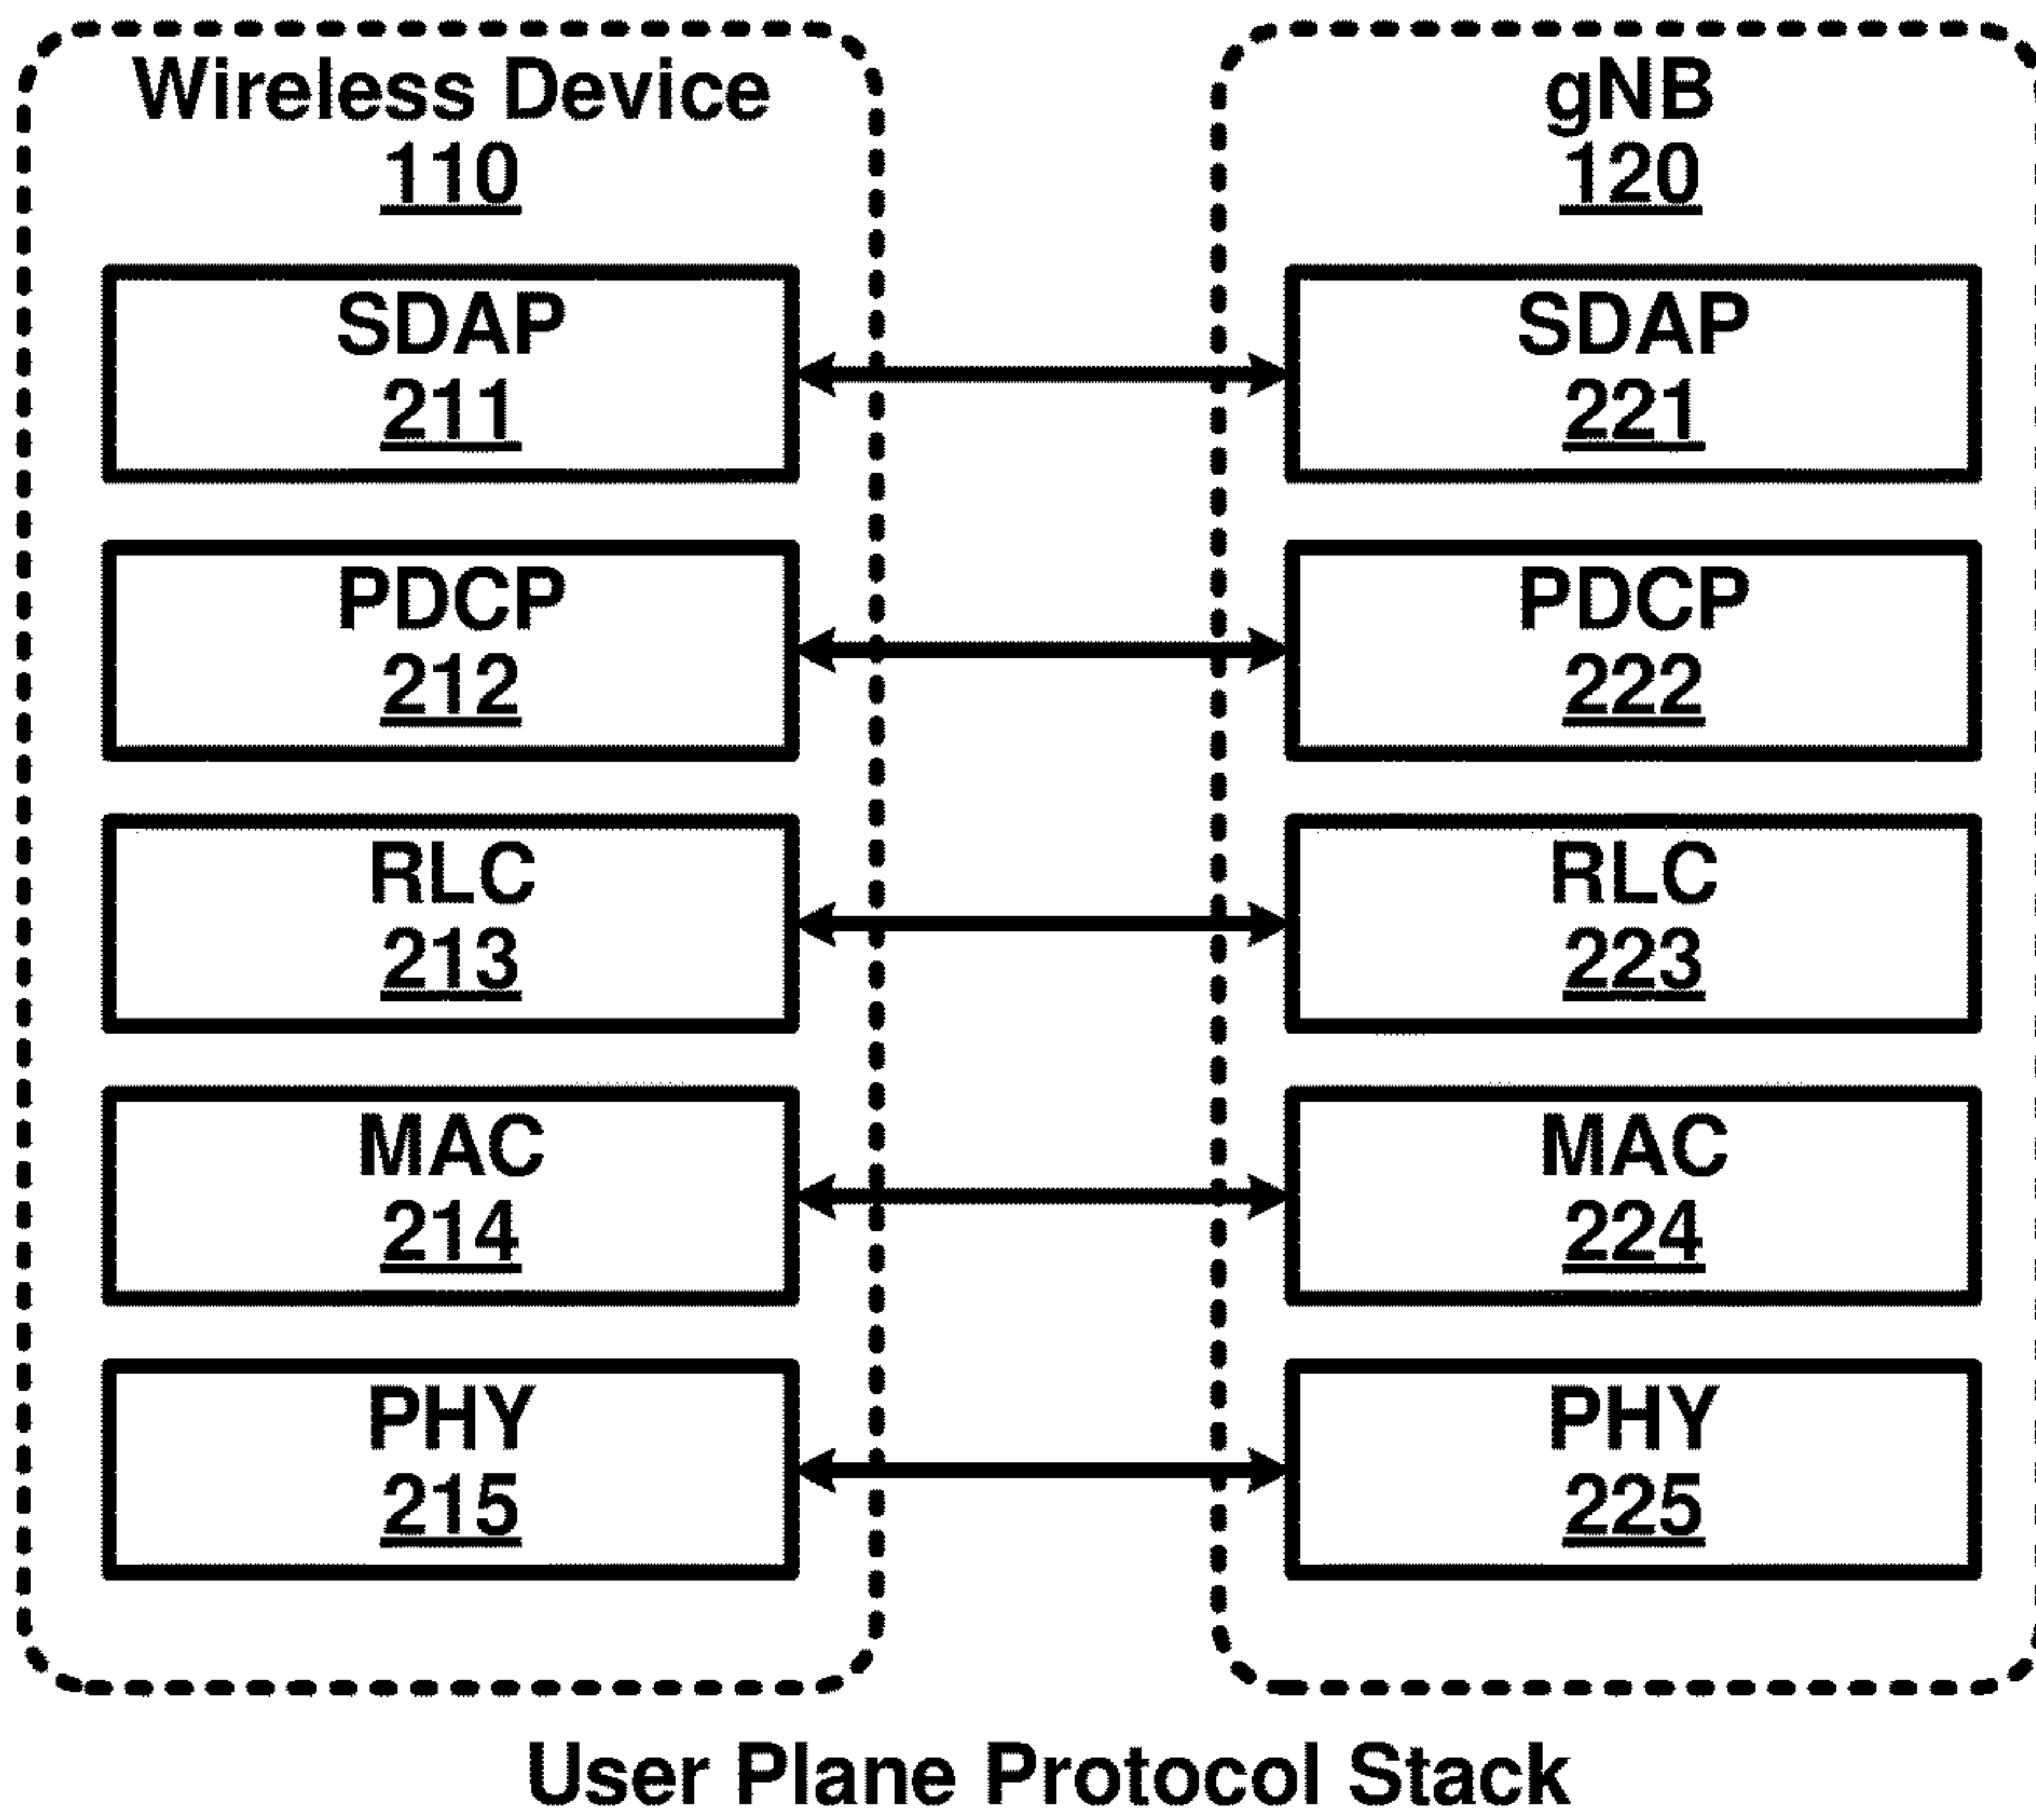 Wireless Device
110
SDAP
211
PDCP
212
RLC
213
MAC
214
PHY
215
gNB
120
SDAP
221
PDCP
222
RLC
223
MAC
224
PHY
225
User Plane Protocol Stack